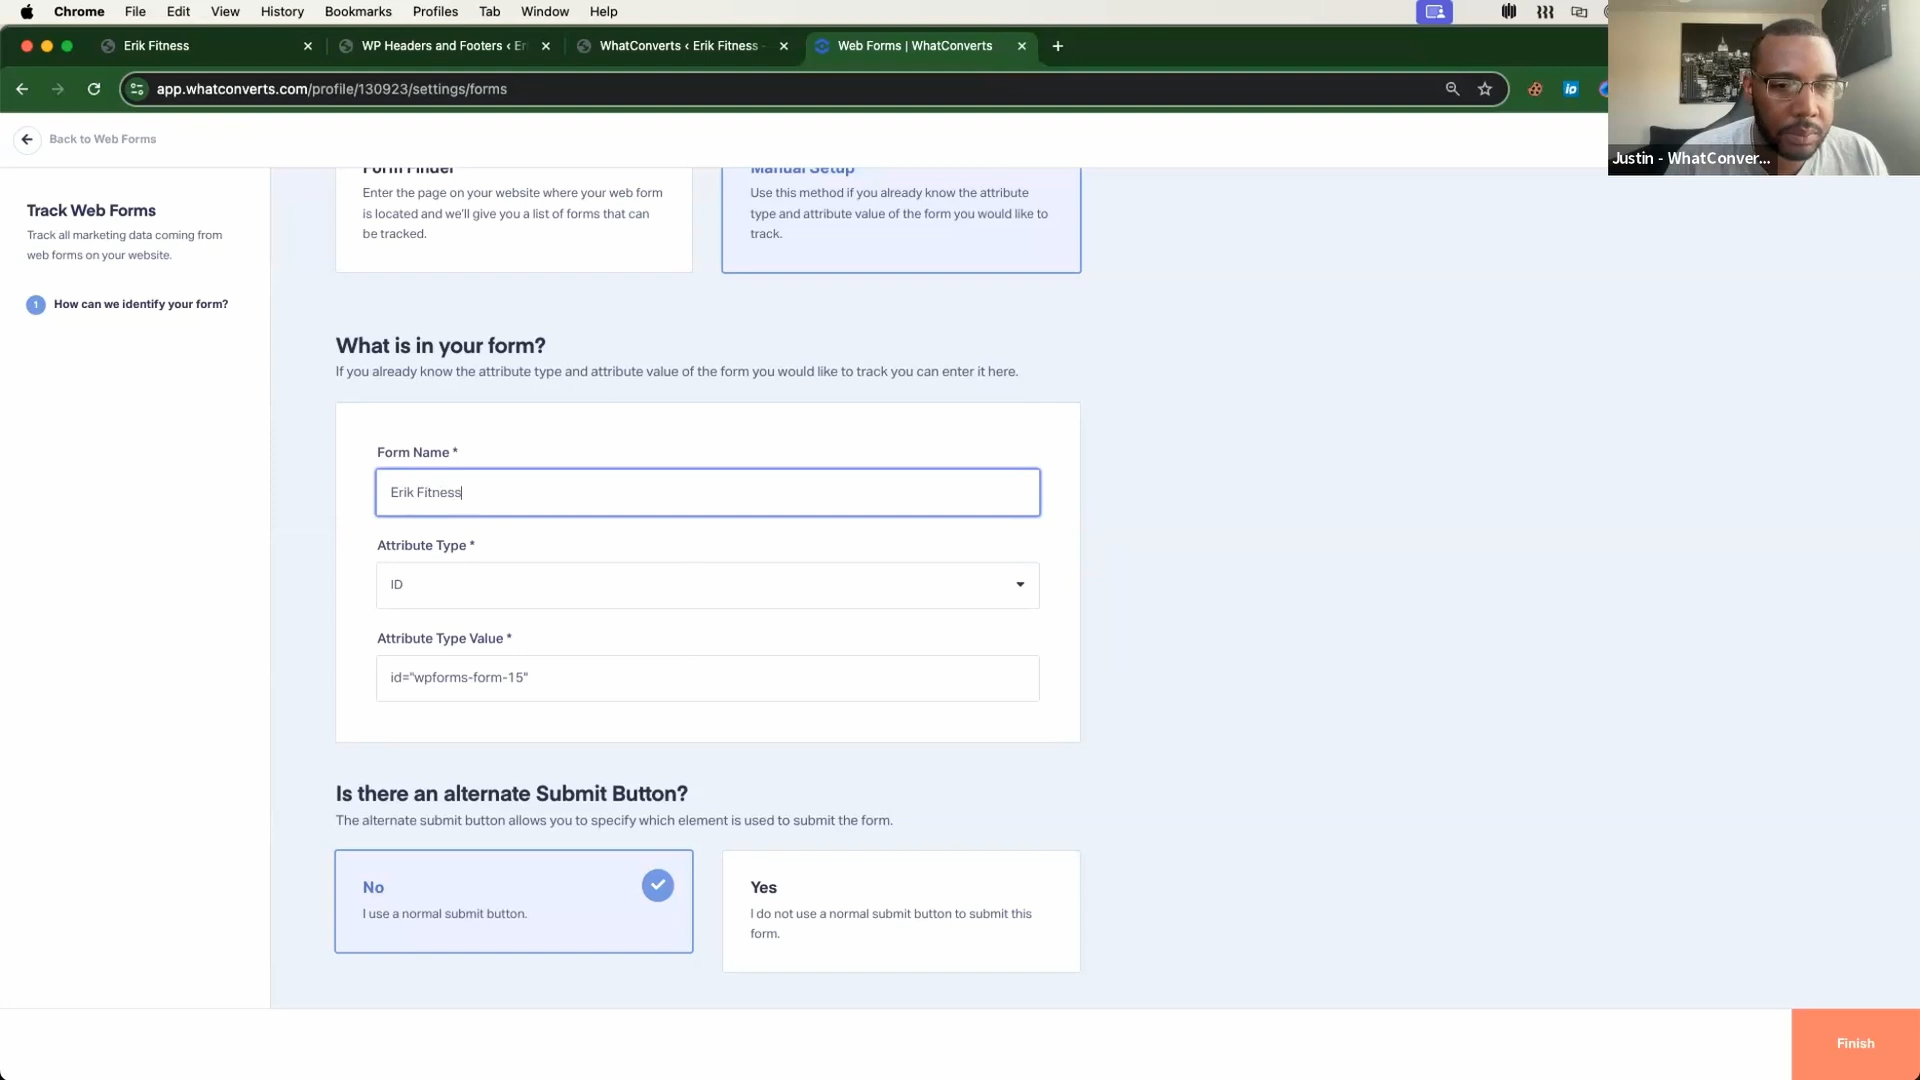 Chrome File Edit View History Bookmarks Profiles Tab Window Help
Erik Fitness
WP Headers and Footers ‹ Er
WhatConverts ‹ Erik Fitness
Web Forms | WhatConverts
app.whatconverts.com/profile/130923/settings/forms
io
Justin - WhatConver...
Back to Web Forms
Track Web Forms
Track all marketing data coming from
web forms on your website.
1 How can we identify your form?
Form Finder
Enter the page on your website where your web form
is located and we'll give you a list of forms that can
be tracked.
Manual Setup
Use this method if you already know the attribute
type and attribute value of the form you would like to
track.
What is in your form?
If you already know the attribute type and attribute value of the form you would like to track you can enter it here.
Form Name *
Erik Fitness
Attribute Type *
ID
Attribute Type Value *
id="wpforms-form-15"
Is there an alternate Submit Button?
The alternate submit button allows you to specify which element is used to submit the form.
No
I use a normal submit button.
Yes
I do not use a normal submit button to submit this
form.
Finish